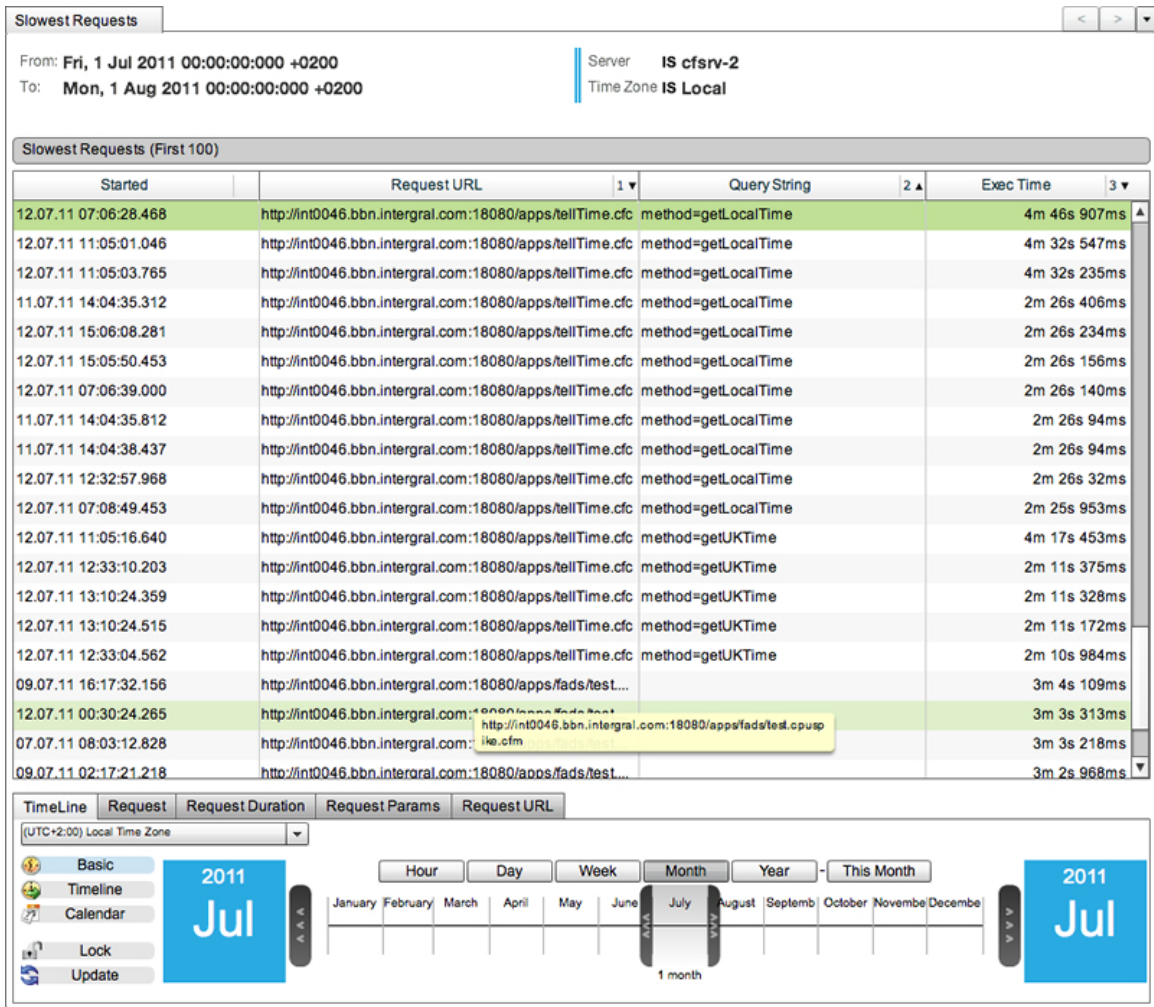 Slowest Requests
< >
From: Fri, 1 Jul 2011 00:00:00:000 +0200 Server IS cfsrv-2
To: Mon, 1 Aug 2011 00:00:00:000 +0200 Time Zone IS Local
Slowest Requests (First 100)
Started Request URL 1▼ Query String 2▲ Exec Time 3▼
12.07.11 07:06:28.468 http://int0046.bbn.intergral.com:18080/apps/tellTime.cfc method=getLocalTime 4m 46s 907ms
12.07.11 11:05:01.046 http://int0046.bbn.intergral.com:18080/apps/tellTime.cfc method=getLocalTime 4m 32s 547ms
12.07.11 11:05:03.765 http://int0046.bbn.intergral.com:18080/apps/tellTime.cfc method=getLocalTime 4m 32s 235ms
11.07.11 14:04:35.312 http://int0046.bbn.intergral.com:18080/apps/tellTime.cfc method=getLocalTime 2m 26s 406ms
12.07.11 15:06:08.281 http://int0046.bbn.intergral.com:18080/apps/tellTime.cfc method=getLocalTime 2m 26s 234ms
12.07.11 15:05:50.453 http://int0046.bbn.intergral.com:18080/apps/tellTime.cfc method=getLocalTime 2m 26s 156ms
12.07.11 07:06:39.000 http://int0046.bbn.intergral.com:18080/apps/tellTime.cfc method=getLocalTime 2m 26s 140ms
11.07.11 14:04:35.812 http://int0046.bbn.intergral.com:18080/apps/tellTime.cfc method=getLocalTime 2m 26s 94ms
11.07.11 14:04:38.437 http://int0046.bbn.intergral.com:18080/apps/tellTime.cfc method=getLocalTime 2m 26s 94ms
12.07.11 12:32:57.968 http://int0046.bbn.intergral.com:18080/apps/tellTime.cfc method=getLocalTime 2m 26s 32ms
12.07.11 07:08:49.453 http://int0046.bbn.intergral.com:18080/apps/tellTime.cfc method=getLocalTime 2m 25s 953ms
12.07.11 11:05:16.640 http://int0046.bbn.intergral.com:18080/apps/tellTime.cfc method=getUKTime 4m 17s 453ms
12.07.11 12:33:10.203 http://int0046.bbn.intergral.com:18080/apps/tellTime.cfc method=getUKTime 2m 11s 375ms
12.07.11 13:10:24.359 http://int0046.bbn.intergral.com:18080/apps/tellTime.cfc method=getUKTime 2m 11s 328ms
12.07.11 13:10:24.515 http://int0046.bbn.intergral.com:18080/apps/tellTime.cfc method=getUKTime 2m 11s 172ms
12.07.11 12:33:04.562 http://int0046.bbn.intergral.com:18080/apps/tellTime.cfc method=getUKTime 2m 10s 984ms
09.07.11 16:17:32.156 http://int0046.bbn.intergral.com:18080/apps/fads/test.... 3m 4s 109ms
12.07.11 00:30:24.265 http://int0046.bbn.intergral.com:18080/apps/fads/test.... 3m 3s 313ms
http://int0046.bbn.intergral.com:18080/apps/fads/test.cpusp
ike.cfm
07.07.11 08:03:12.828 http://int0046.bbn.intergral.com: 3m 3s 218ms
09.07.11 02:17:21.218 http://int0046.bbn.intergral.com:18080/apps/fads/test.... 3m 2s 968ms
TimeLine Request Request Duration Request Params Request URL
(UTC+2:00) Local Time Zone
Basic
Timeline
Calendar
Lock
Update
2011
Jul
<<<
Hour Day Week Month Year - This Month
January February March April May June July August Septemb October Novembe Decembe
<<< >>>
1 month
>>>
2011
Jul